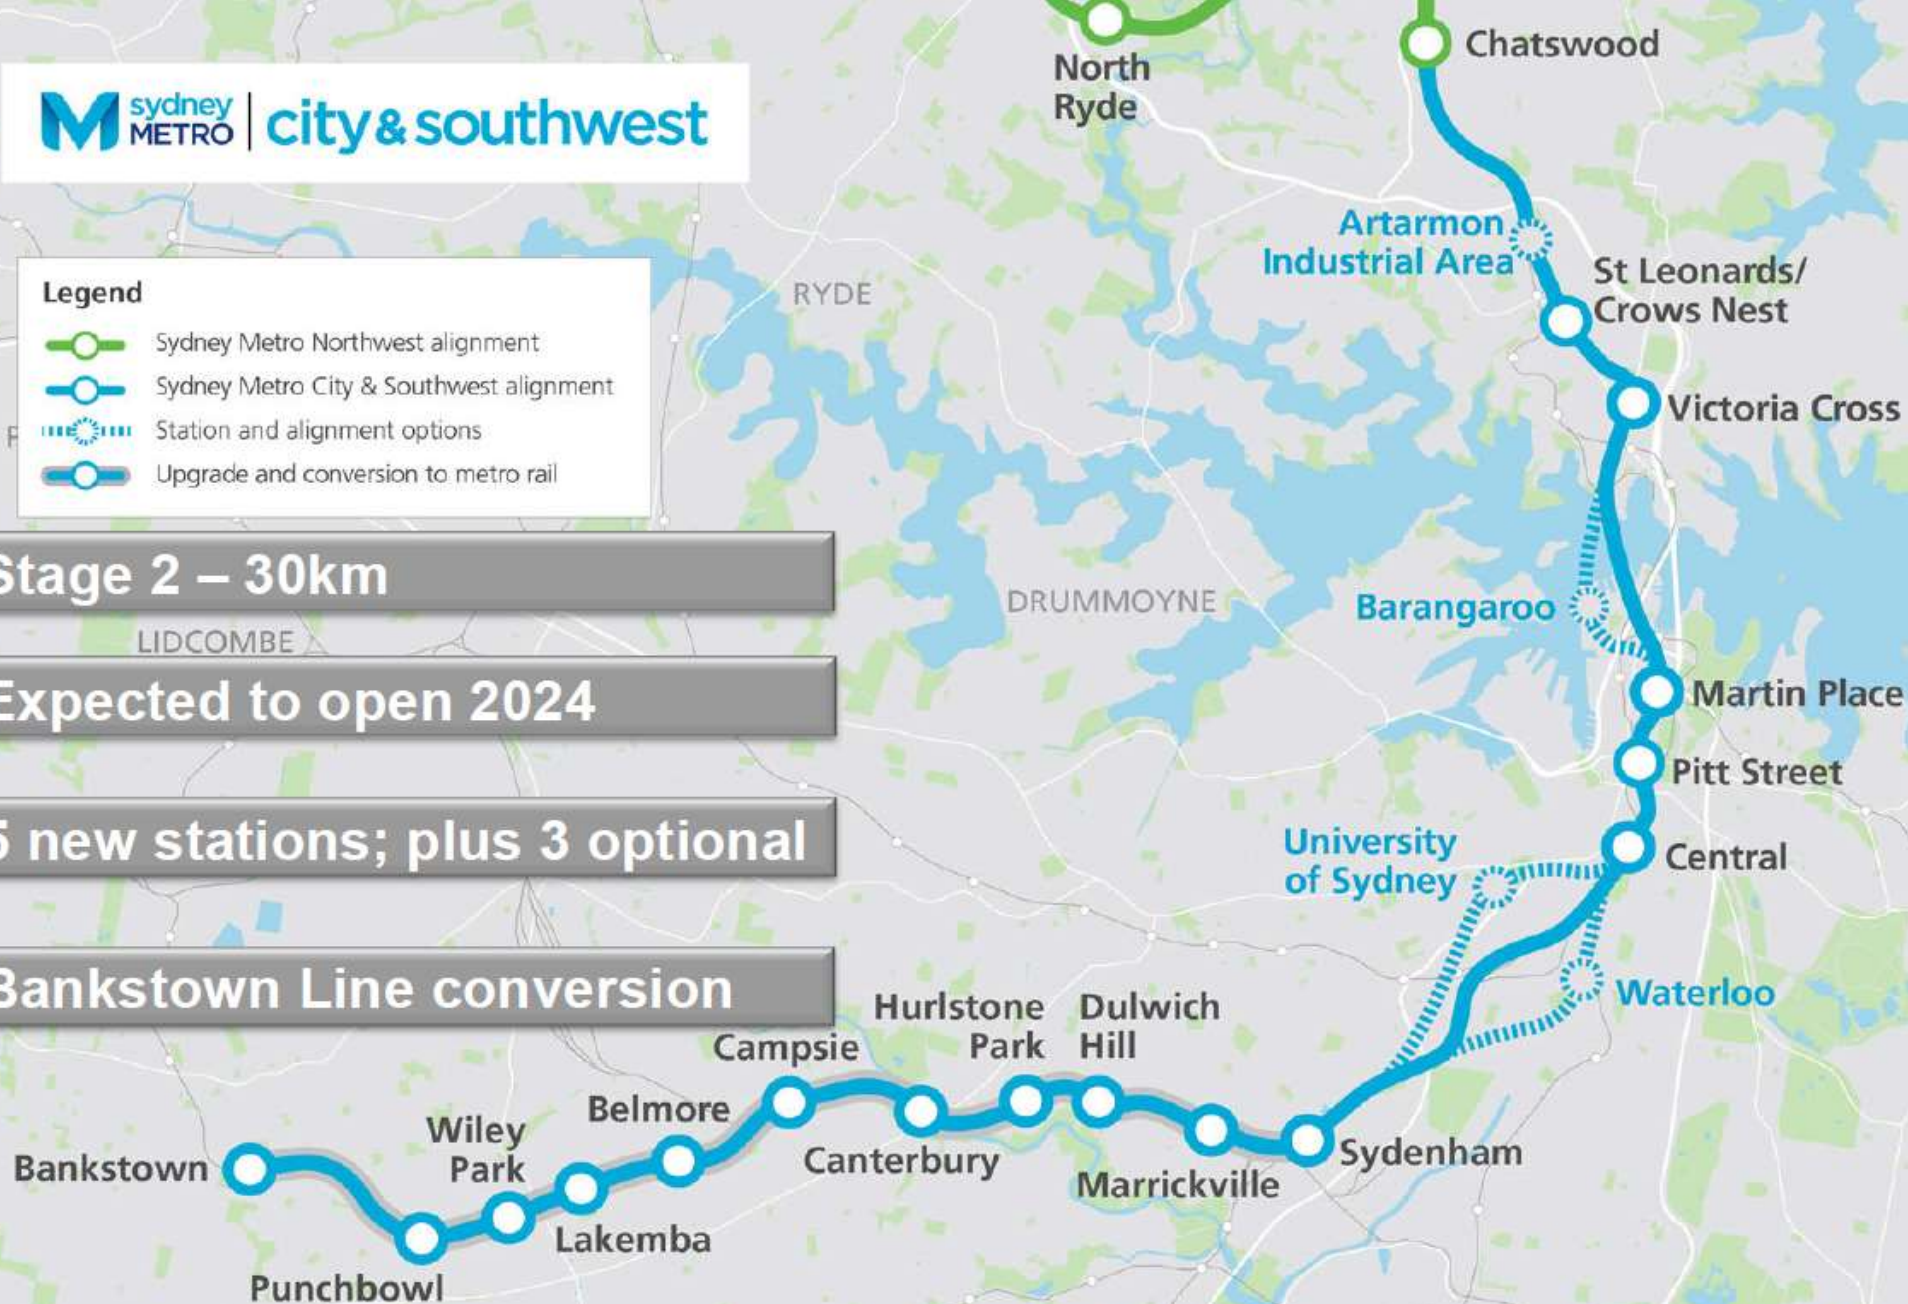 North
Ryde
Chatswood
sydney
METRO
city & southwest
Artarmon
Industrial Area
St Leonards/
Crows Nest
Legend
Sydney Metro Northwest alignment
Sydney Metro City & Southwest alignment
Station and alignment options
Upgrade and conversion to metro rail
RYDE
Victoria Cross
Stage 2 – 30km
DRUMMOYNE
Barangaroo
LIDCOMBE
Expected to open 2024
Martin Place
Pitt Street
5 new stations; plus 3 optional
University
of Sydney
Central
Bankstown Line conversion
Waterloo
Hurlstone
Park
Dulwich
Hill
Campsie
Belmore
Wiley
Park
Bankstown
Canterbury
Marrickville
Sydenham
Lakemba
Punchbowl